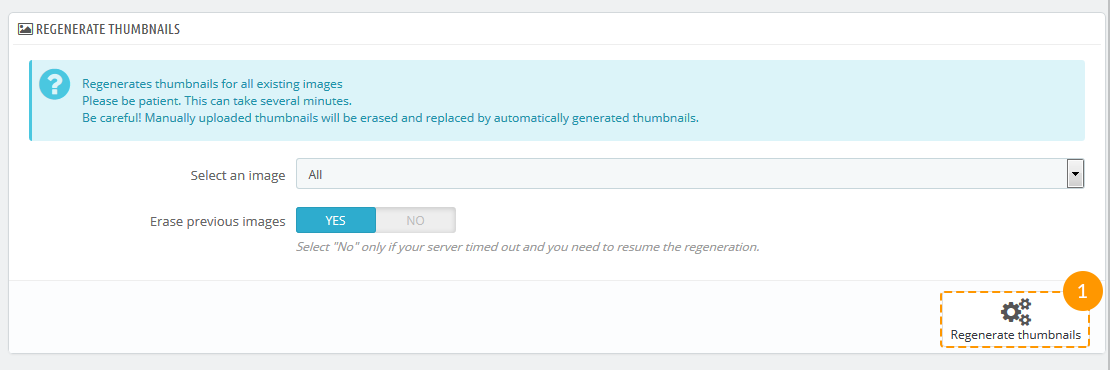 REGENERATE THUMBNAILS
Regenerates thumbnails for all existing images
Please be patient. This can take several minutes.
Be careful! Manually uploaded thumbnails will be erased and replaced by automatically generated thumbnails.
Select an image All
Erase previous images YES NO
Select "No" only if your server timed out and you need to resume the regeneration.
1
Regenerate thumbnails